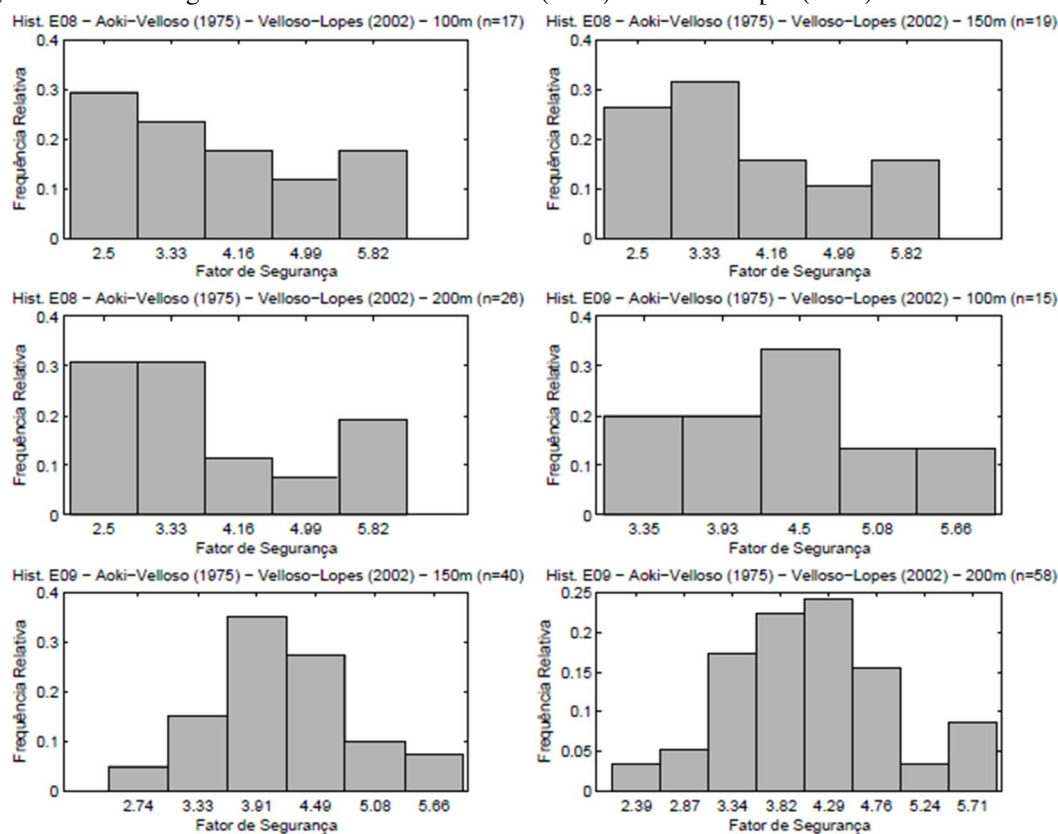 Hist. E08 − Aoki−Velloso (1975) − Velloso−Lopes (2002) − 100m (n=17)
0.4
0.3
0.2
0.1
0
Frequência Relativa
2.5 3.33 4.16 4.99 5.82
Fator de Segurança
Hist. E08 − Aoki−Velloso (1975) − Velloso−Lopes (2002) − 150m (n=19)
0.4
0.3
0.2
0.1
0
Frequência Relativa
2.5 3.33 4.16 4.99 5.82
Fator de Segurança
Hist. E08 − Aoki−Velloso (1975) − Velloso−Lopes (2002) − 200m (n=26)
0.4
0.3
0.2
0.1
0
Frequência Relativa
2.5 3.33 4.16 4.99 5.82
Fator de Segurança
Hist. E09 − Aoki−Velloso (1975) − Velloso−Lopes (2002) − 100m (n=15)
0.4
0.3
0.2
0.1
0
Frequência Relativa
3.35 3.93 4.5 5.08 5.66
Fator de Segurança
Hist. E09 − Aoki−Velloso (1975) − Velloso−Lopes (2002) − 150m (n=40)
0.4
0.3
0.2
0.1
0
Frequência Relativa
2.74 3.33 3.91 4.49 5.08 5.66
Fator de Segurança
Hist. E09 − Aoki−Velloso (1975) − Velloso−Lopes (2002) − 200m (n=58)
0.25
0.2
0.15
0.1
0.05
0
Frequência Relativa
2.39 2.87 3.34 3.82 4.29 4.76 5.24 5.71
Fator de Segurança